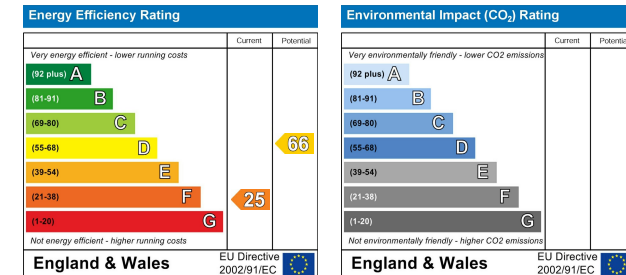 Energy Efficiency Rating
Current Potential
Very energy efficient - lower running costs
(92 plus) A
(81-91) B
(69-80) C
(55-68) D
66
(39-54) E
(21-38) F
25
(1-20) G
Not energy efficient - higher running costs
England & Wales
EU Directive
2002/91/EC
Environmental Impact (CO₂) Rating
Current Potential
Very environmentally friendly - lower CO2 emissions
(92 plus) A
(81-91) B
(69-80) C
(55-68) D
(39-54) E
(21-38) F
(1-20) G
Not environmentally friendly - higher CO2 emissions
England & Wales
EU Directive
2002/91/EC